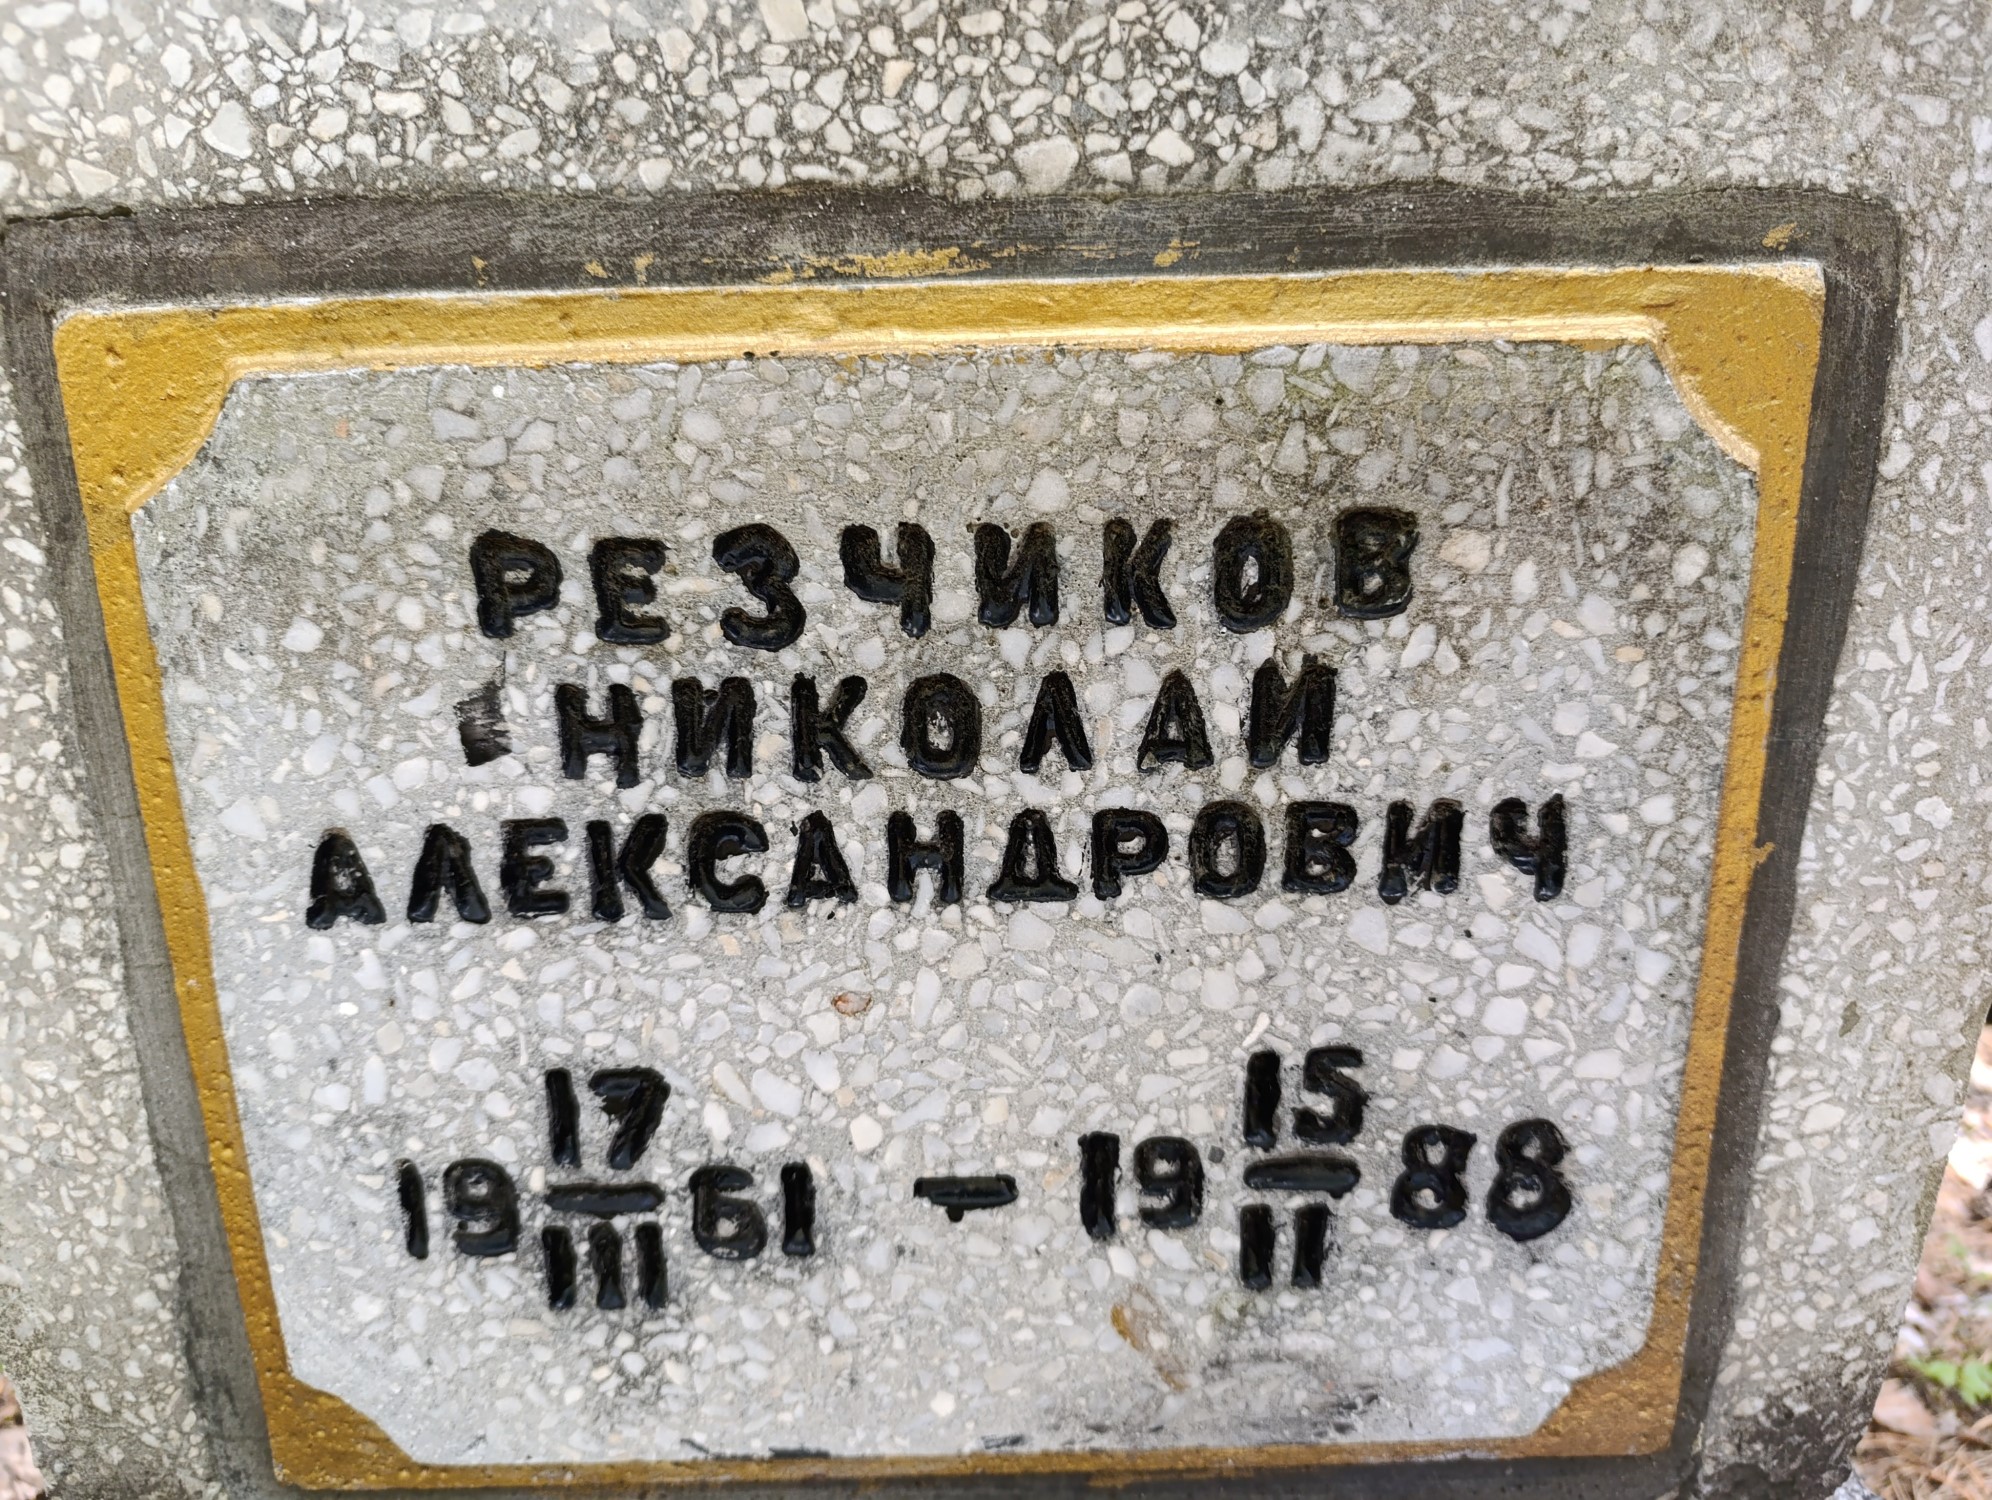 РЕЗЧИКОВ
НИКОЛАЙ
АЛЕКСАНДРОВИЧ
19 17/III 61 – 19 15/II 88